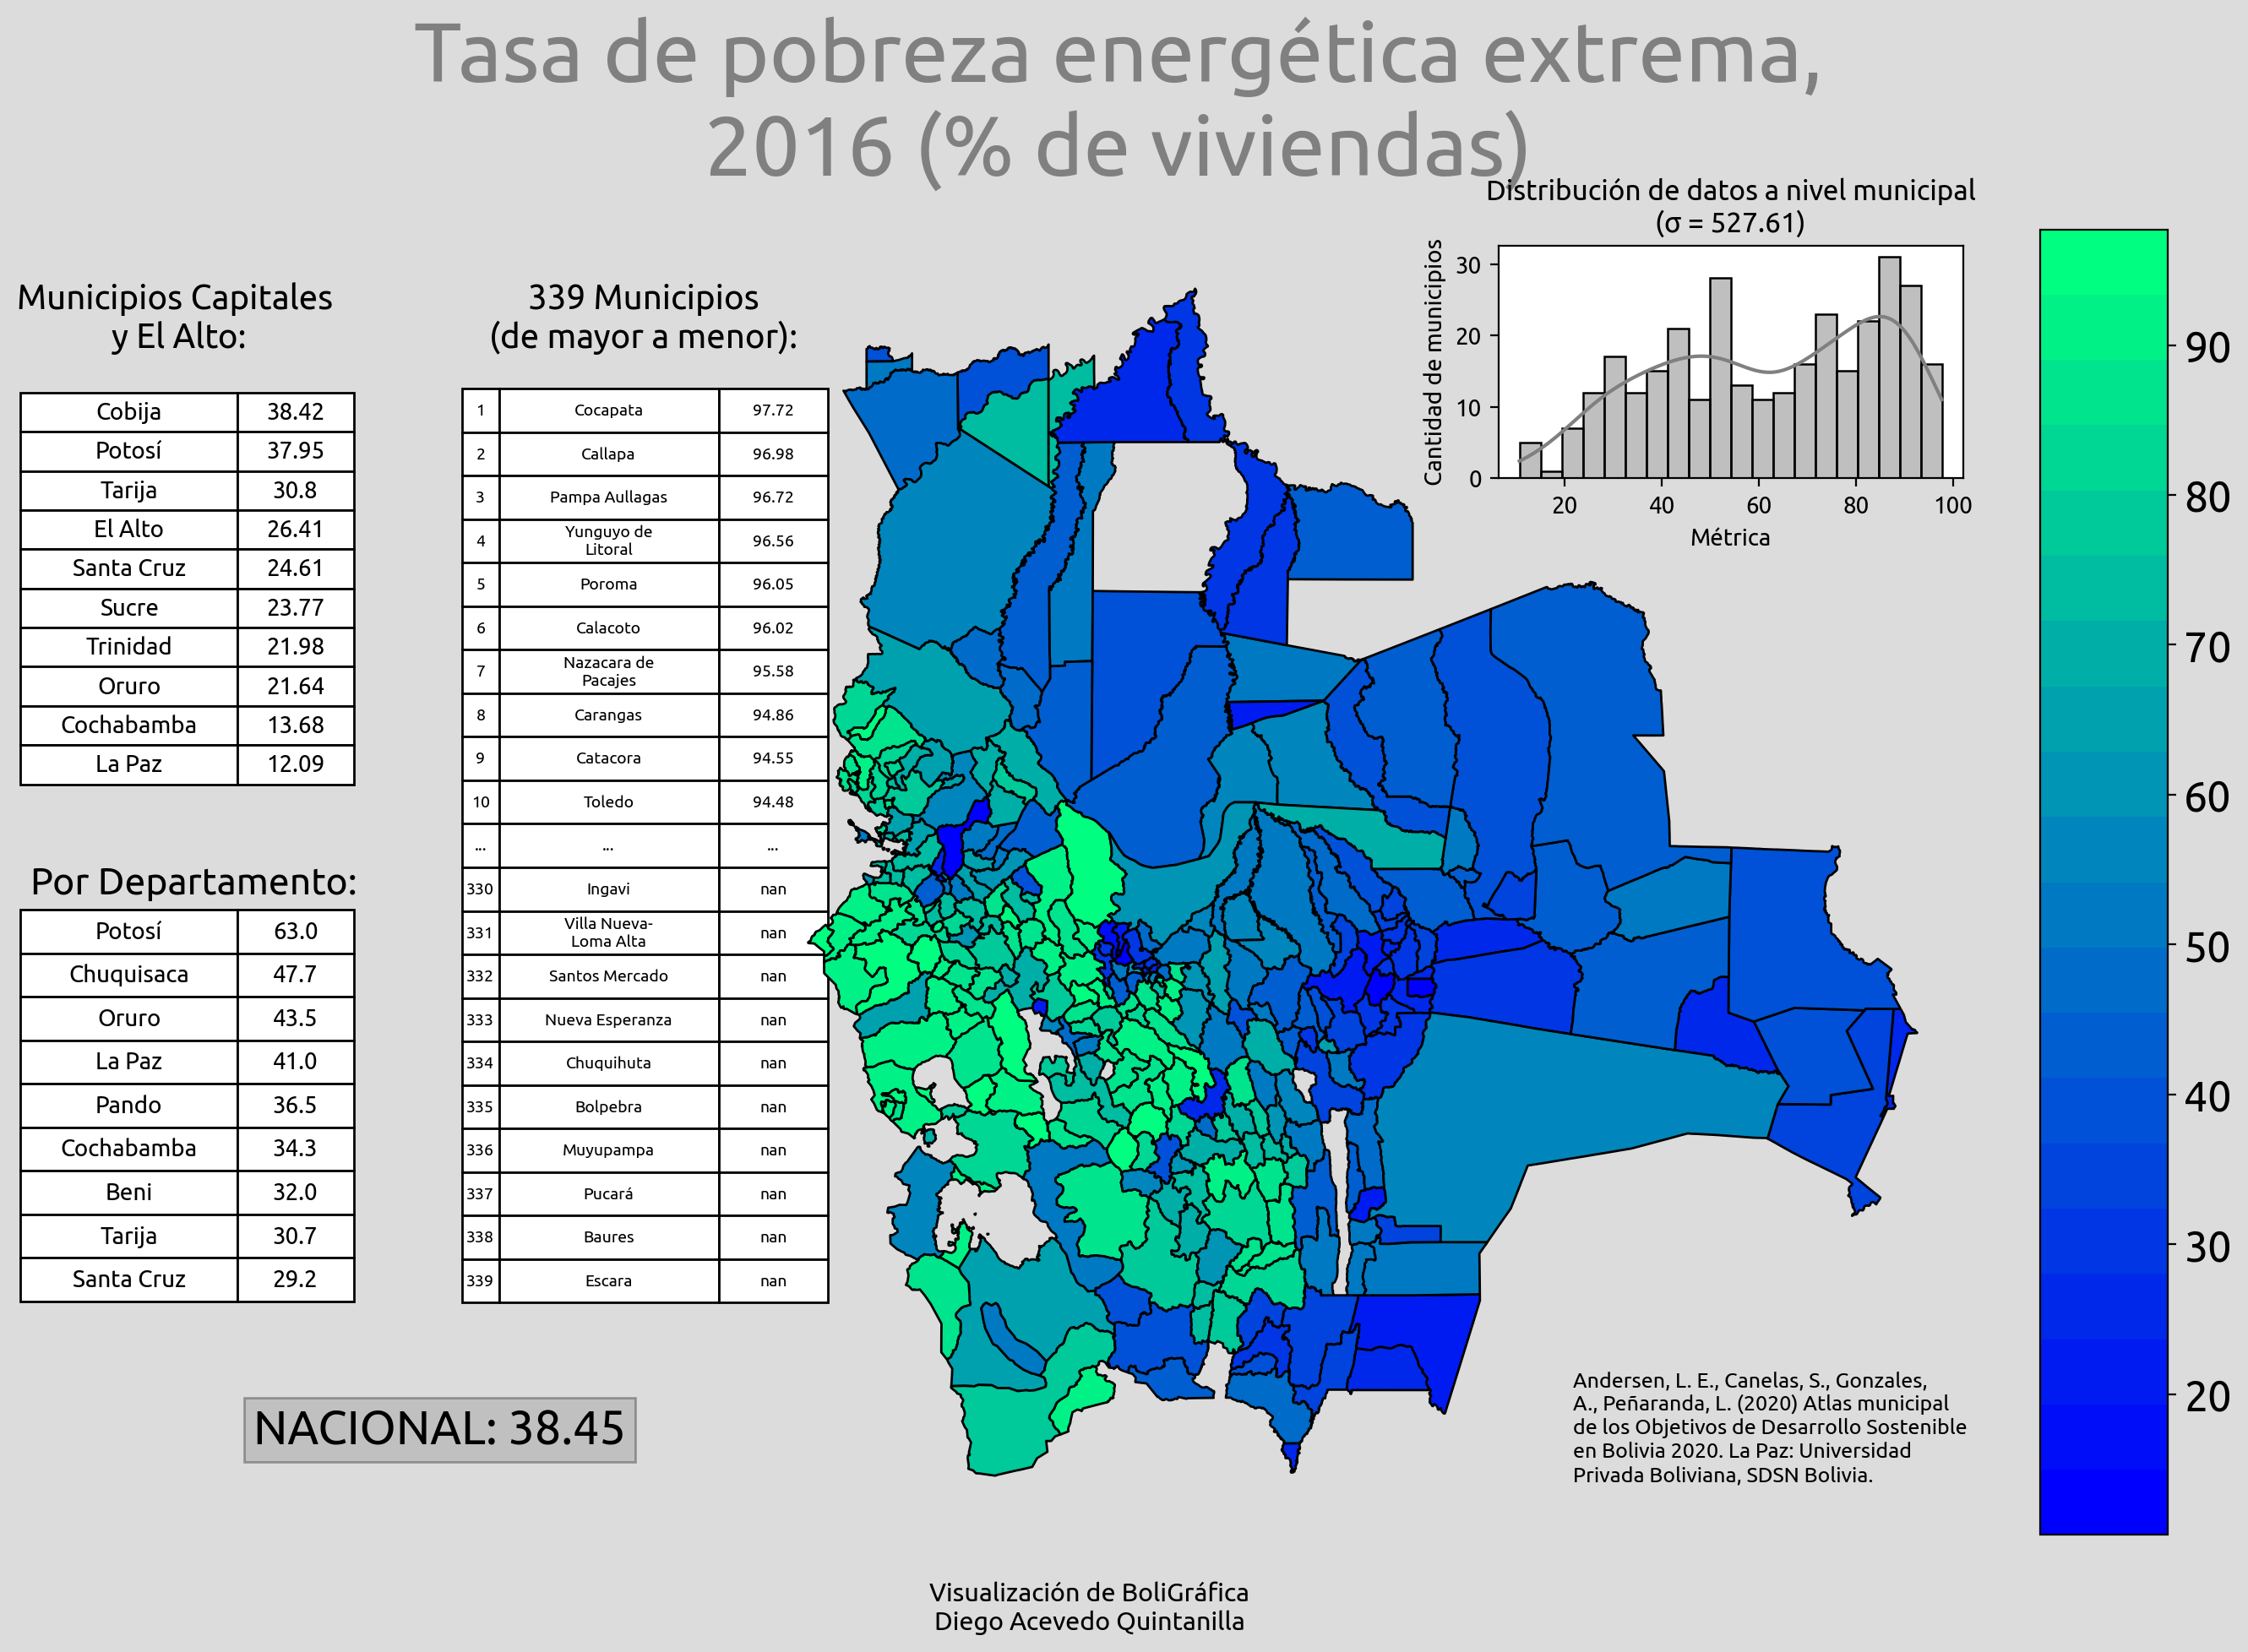 Tasa de pobreza energética extrema,
2016 (% de viviendas)
Distribución de datos a nivel municipal
(σ = 527.61)
Cantidad de municipios
30
20
10
0
20 40 60 80 100
Métrica
Municipios Capitales
y El Alto:
Cobija 38.42
Potosí 37.95
Tarija 30.8
El Alto 26.41
Santa Cruz 24.61
Sucre 23.77
Trinidad 21.98
Oruro 21.64
Cochabamba 13.68
La Paz 12.09
Por Departamento:
Potosí 63.0
Chuquisaca 47.7
Oruro 43.5
La Paz 41.0
Pando 36.5
Cochabamba 34.3
Beni 32.0
Tarija 30.7
Santa Cruz 29.2
NACIONAL: 38.45
339 Municipios
(de mayor a menor):
1 Cocapata 97.72
2 Callapa 96.98
3 Pampa Aullagas 96.72
4 Yunguyo de
Litoral 96.56
5 Poroma 96.05
6 Calacoto 96.02
7 Nazacara de
Pacajes 95.58
8 Carangas 94.86
9 Catacora 94.55
10 Toledo 94.48
... ... ...
330 Ingavi nan
331 Villa Nueva-
Loma Alta nan
332 Santos Mercado nan
333 Nueva Esperanza nan
334 Chuquihuta nan
335 Bolpebra nan
336 Muyupampa nan
337 Pucará nan
338 Baures nan
339 Escara nan
90
80
70
60
50
40
30
20
Andersen, L. E., Canelas, S., Gonzales,
A., Peñaranda, L. (2020) Atlas municipal
de los Objetivos de Desarrollo Sostenible
en Bolivia 2020. La Paz: Universidad
Privada Boliviana, SDSN Bolivia.
Visualización de BoliGráfica
Diego Acevedo Quintanilla